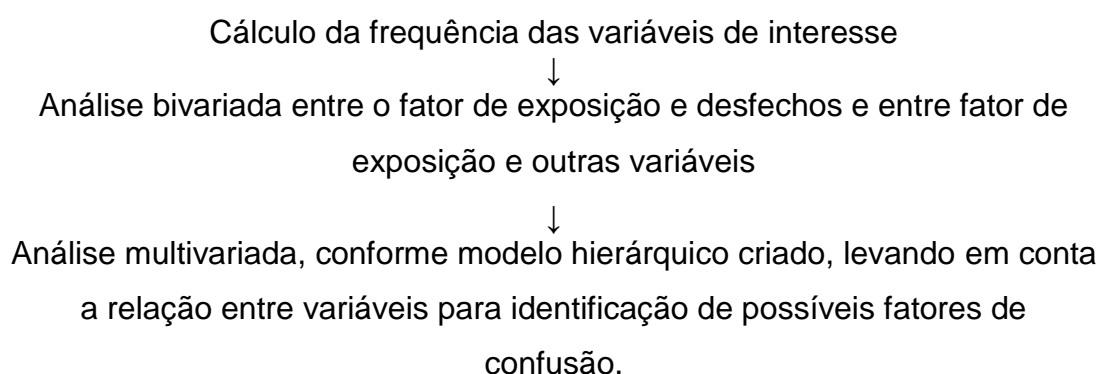 Cálculo da frequência das variáveis de interesse
↓
Análise bivariada entre o fator de exposição e desfechos e entre fator de
exposição e outras variáveis
↓
Análise multivariada, conforme modelo hierárquico criado, levando em conta
a relação entre variáveis para identificação de possíveis fatores de
confusão.